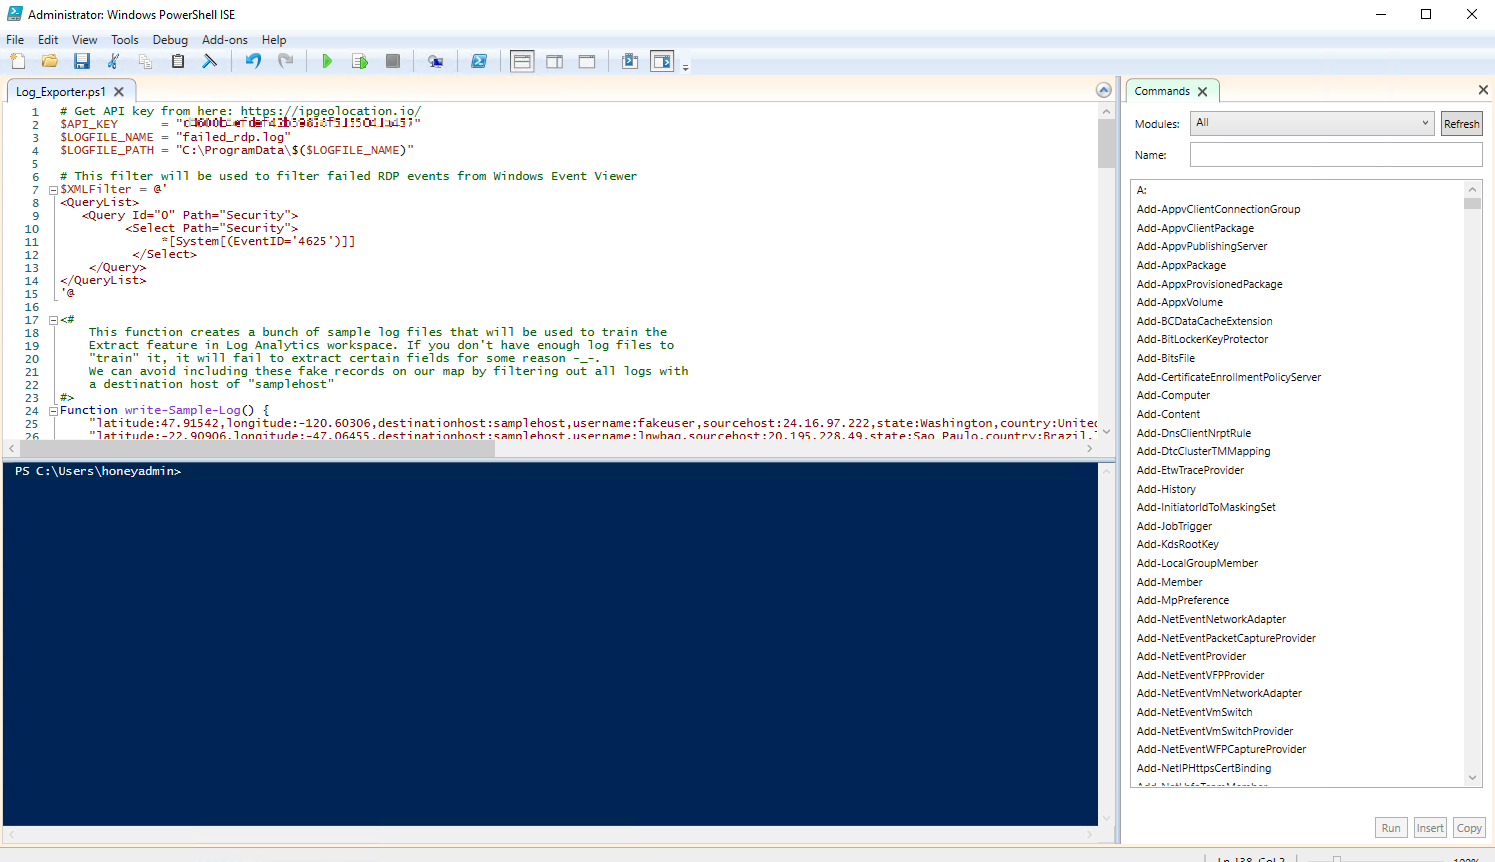 Administrator: Windows PowerShell ISE
File Edit View Tools Debug Add-ons Help
Log_Exporter.ps1
1 # Get API key from here: https://ipgeolocation.io/
2 $API_KEY = "
3 $LOGFILE_NAME = "failed_rdp.log"
4 $LOGFILE_PATH = "C:\ProgramData\$($LOGFILE_NAME)"
5
6 # This filter will be used to filter failed RDP events from Windows Event Viewer
7 $XMLFilter = @'
8 <QueryList>
9 <Query Id="0" Path="Security">
10 <Select Path="Security">
11 *[System[(EventID='4625')]]
12 </Select>
13 </Query>
14 </QueryList>
15 '@
16
17 <#
18 This function creates a bunch of sample log files that will be used to train the
19 Extract feature in Log Analytics workspace. If you don't have enough log files to
20 "train" it, it will fail to extract certain fields for some reason -_-.
21 We can avoid including these fake records on our map by filtering out all logs with
22 a destination host of "samplehost"
23 #>
24 Function write-Sample-Log() {
25 "latitude:47.91542,longitude:-120.60306,destinationhost:samplehost,username:fakeuser,sourcehost:24.16.97.222,state:Washington,country:United
26 "latitude:-22.90906,longitude:-47.06455,destinationhost:samplehost,username:lnwbaq,sourcehost:20.195.228.49,state:Sao Paulo,country:Brazil,
PS C:\Users\honeyadmin>
Commands
Modules: All Refresh
Name:
A:
Add-AppvClientConnectionGroup
Add-AppvClientPackage
Add-AppvPublishingServer
Add-AppxPackage
Add-AppxProvisionedPackage
Add-AppxVolume
Add-BCDataCacheExtension
Add-BitLockerKeyProtector
Add-BitsFile
Add-CertificateEnrollmentPolicyServer
Add-Computer
Add-Content
Add-DnsClientNrptRule
Add-DtcClusterTMMapping
Add-EtwTraceProvider
Add-History
Add-InitiatorIdToMaskingSet
Add-JobTrigger
Add-KdsRootKey
Add-LocalGroupMember
Add-Member
Add-MpPreference
Add-NetEventNetworkAdapter
Add-NetEventPacketCaptureProvider
Add-NetEventProvider
Add-NetEventVFPProvider
Add-NetEventVmNetworkAdapter
Add-NetEventVmSwitch
Add-NetEventVmSwitchProvider
Add-NetEventWFPCaptureProvider
Add-NetIPHttpsCertBinding
Run Insert Copy
Ln 138 Col 2